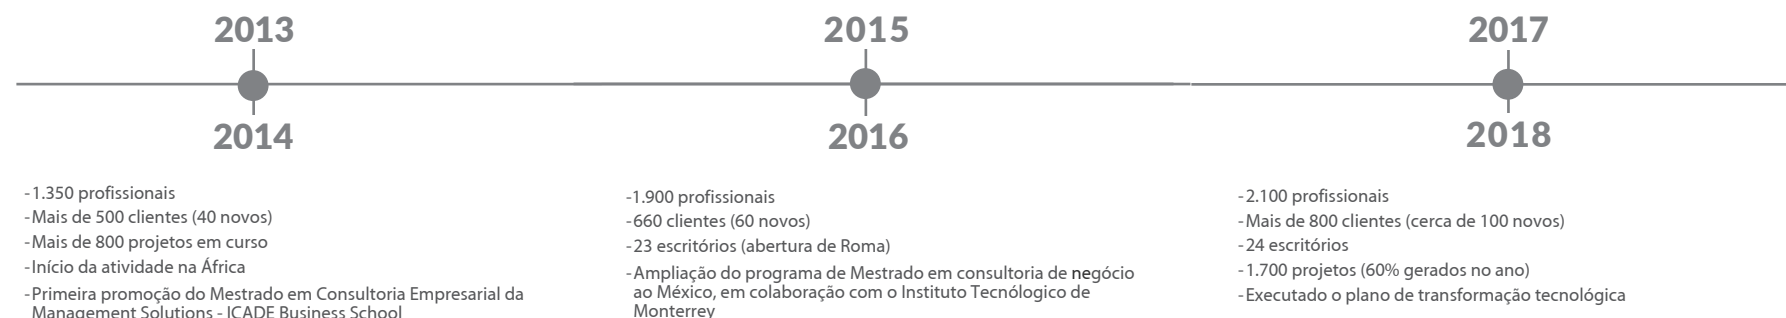 2013
2014
-1.350 profissionais
-Mais de 500 clientes (40 novos)
-Mais de 800 projetos em curso
-Início da atividade na África
-Primeira promoção do Mestrado em Consultoria Empresarial da
Management Solutions - ICADE Business School
2015
2016
-1.900 profissionais
-660 clientes (60 novos)
-23 escritórios (abertura de Roma)
-Ampliação do programa de Mestrado em consultoria de negócio
ao México, em colaboração com o Instituto Tecnólogico de
Monterrey
2017
2018
-2.100 profissionais
-Mais de 800 clientes (cerca de 100 novos)
-24 escritórios
-1.700 projetos (60% gerados no ano)
-Executado o plano de transformação tecnológica